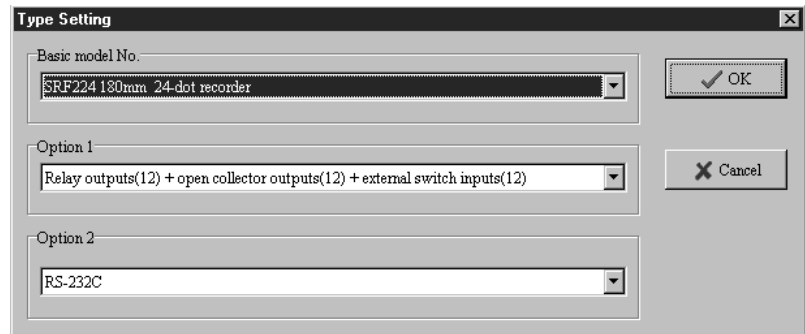 Type Setting
Basic model No.
SRF224 180mm 24-dot recorder
OK
Option 1
Relay outputs(12) + open collector outputs(12) + external switch inputs(12)
Cancel
Option 2
RS-232C